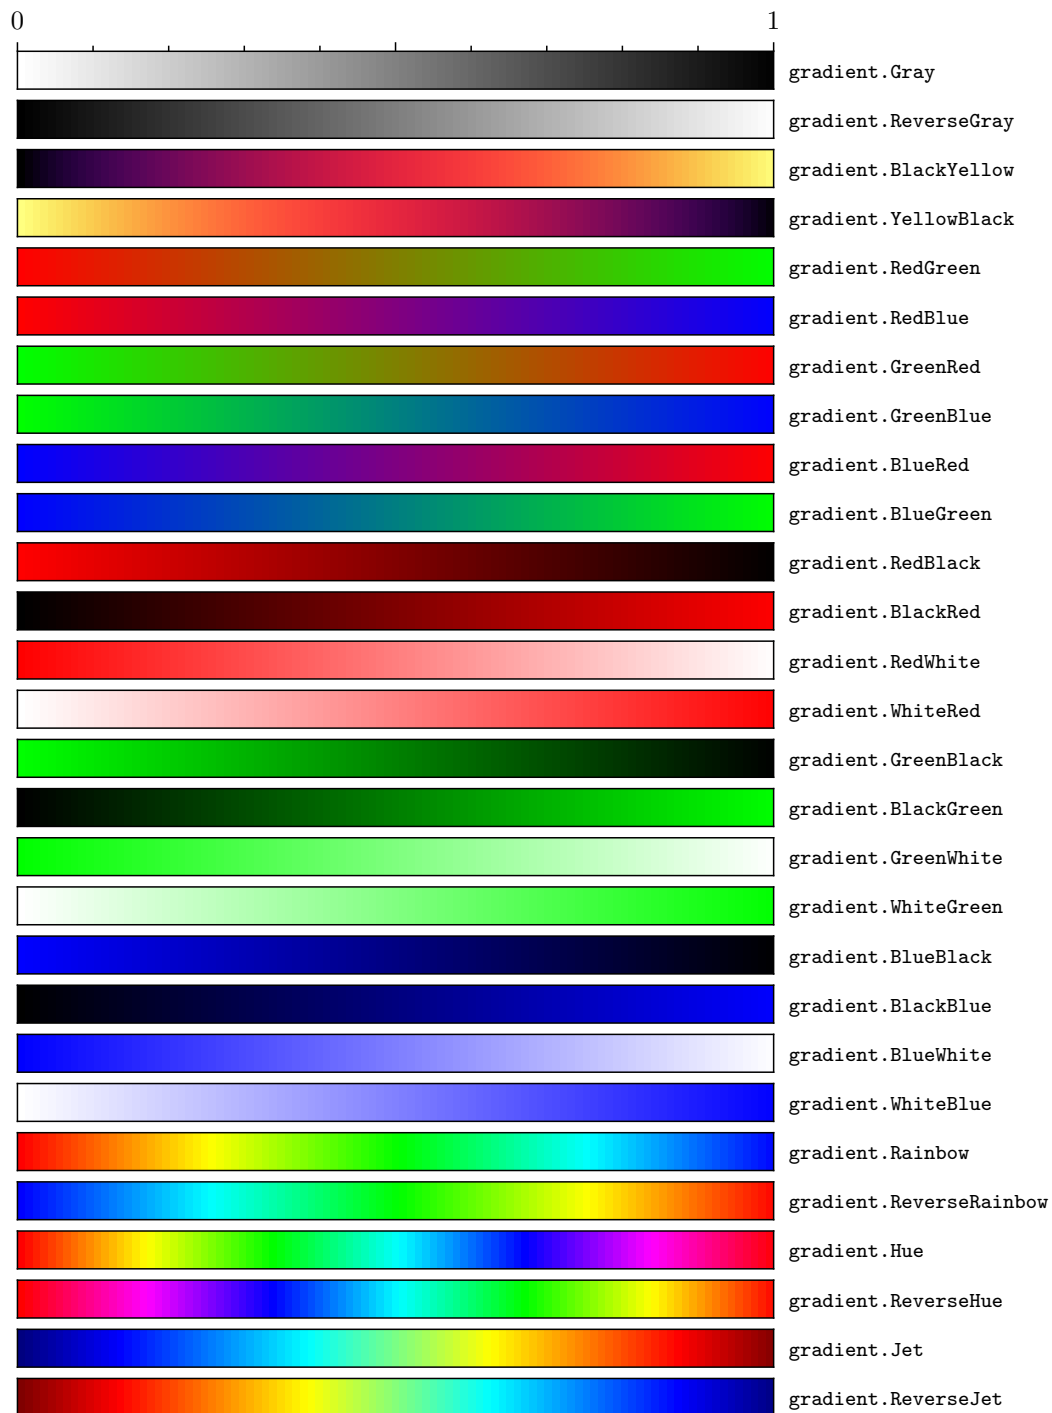 0 1
gradient.Gray
gradient.ReverseGray
gradient.BlackYellow
gradient.YellowBlack
gradient.RedGreen
gradient.RedBlue
gradient.GreenRed
gradient.GreenBlue
gradient.BlueRed
gradient.BlueGreen
gradient.RedBlack
gradient.BlackRed
gradient.RedWhite
gradient.WhiteRed
gradient.GreenBlack
gradient.BlackGreen
gradient.GreenWhite
gradient.WhiteGreen
gradient.BlueBlack
gradient.BlackBlue
gradient.BlueWhite
gradient.WhiteBlue
gradient.Rainbow
gradient.ReverseRainbow
gradient.Hue
gradient.ReverseHue
gradient.Jet
gradient.ReverseJet